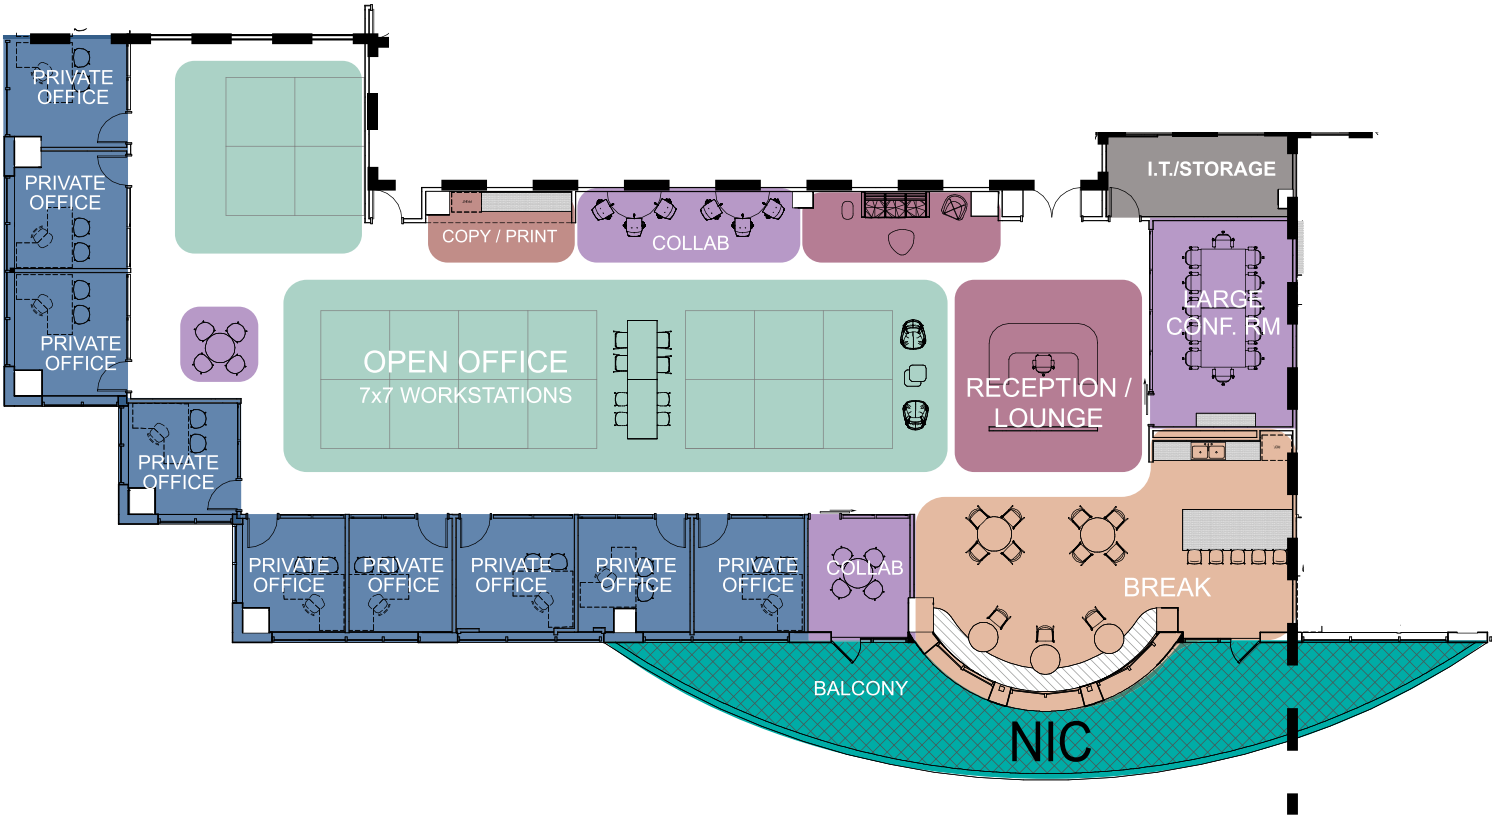 PRIVATE
OFFICE
PRIVATE
OFFICE
PRIVATE
OFFICE
PRIVATE
OFFICE
PRIVATE
OFFICE
PRIVATE
OFFICE
PRIVATE
OFFICE
PRIVATE
OFFICE
PRIVATE
OFFICE
COLLAB
COPY / PRINT
COLLAB
I.T./STORAGE
LARGE
CONF. RM
OPEN OFFICE
7x7 WORKSTATIONS
RECEPTION /
LOUNGE
BREAK
BALCONY
NIC